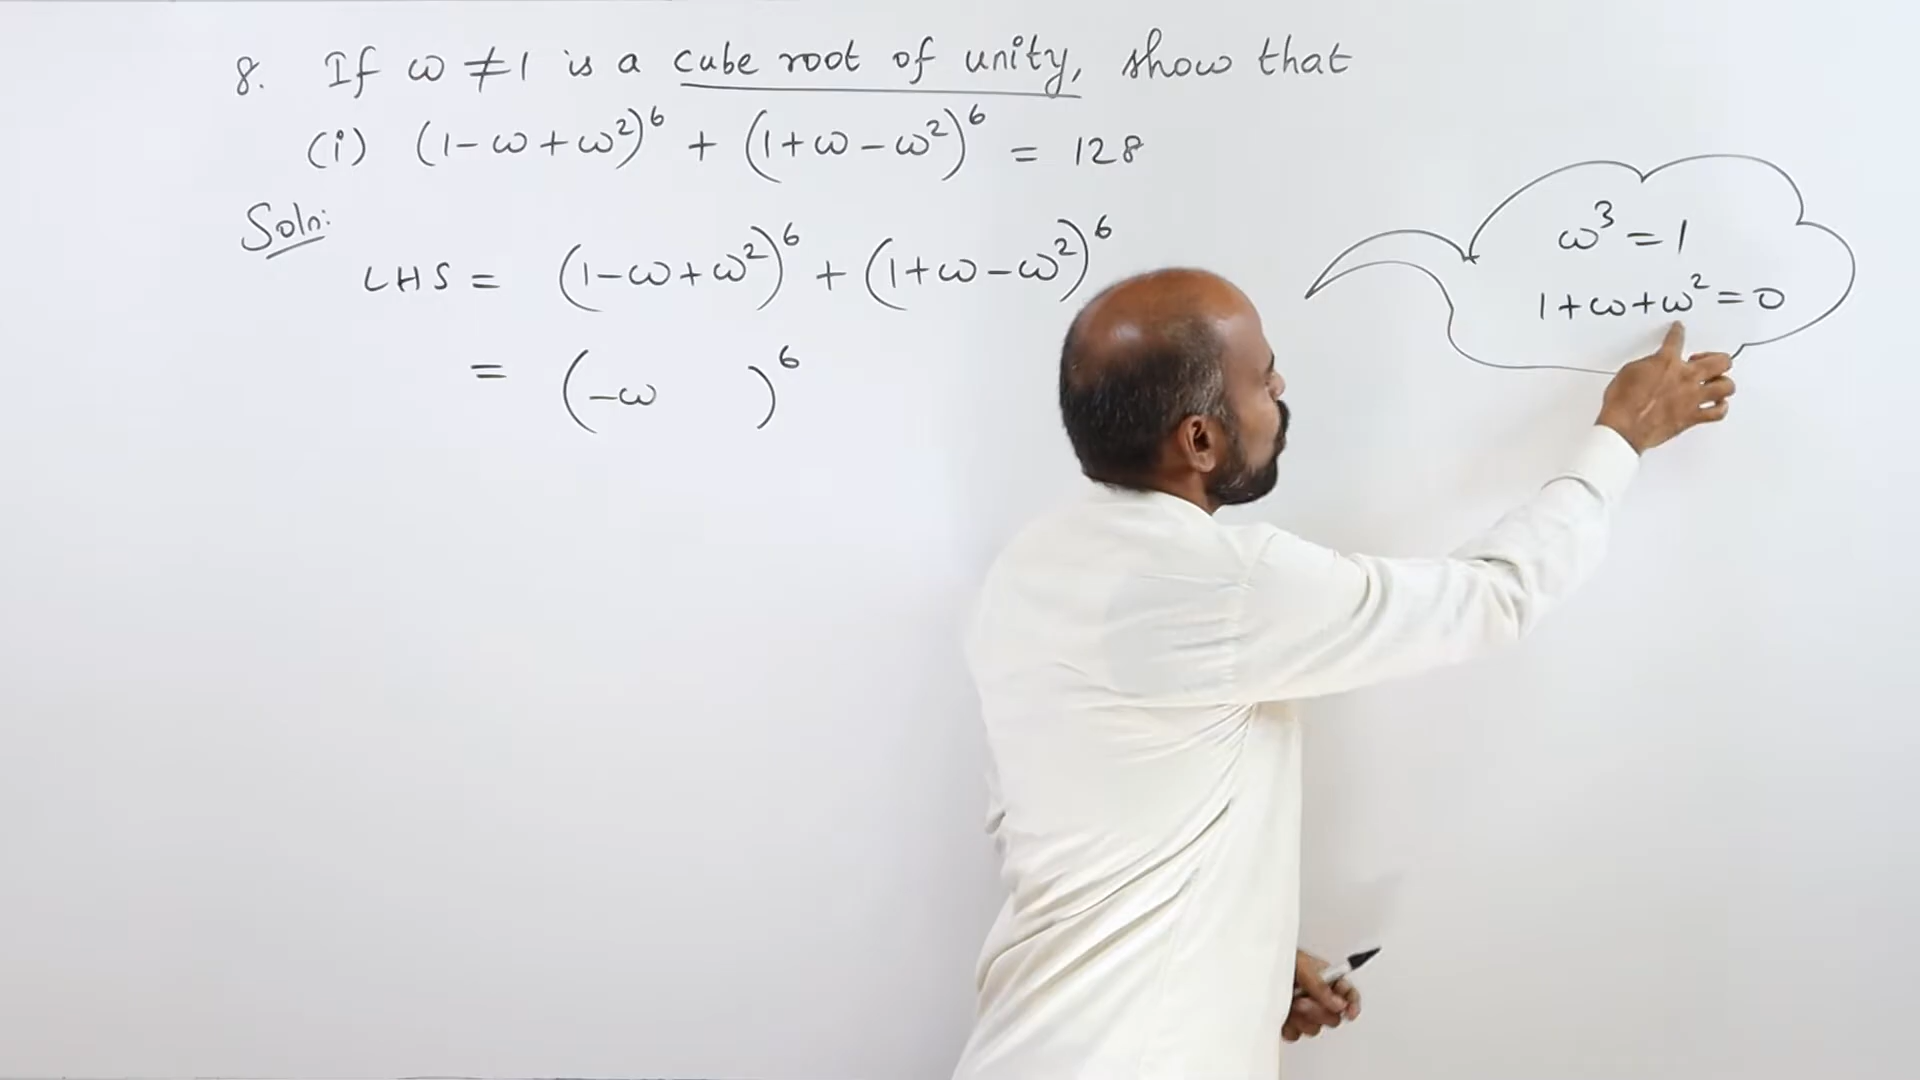 8. If ω ≠ 1 is a cube root of unity, show that
(i) (1-ω+ω²)⁶ + (1+ω-ω²)⁶ = 128
Soln:
LHS = (1-ω+ω²)⁶ + (1+ω-ω²)⁶
= (-ω )⁶
ω³ = 1
1+ω+ω² = 0